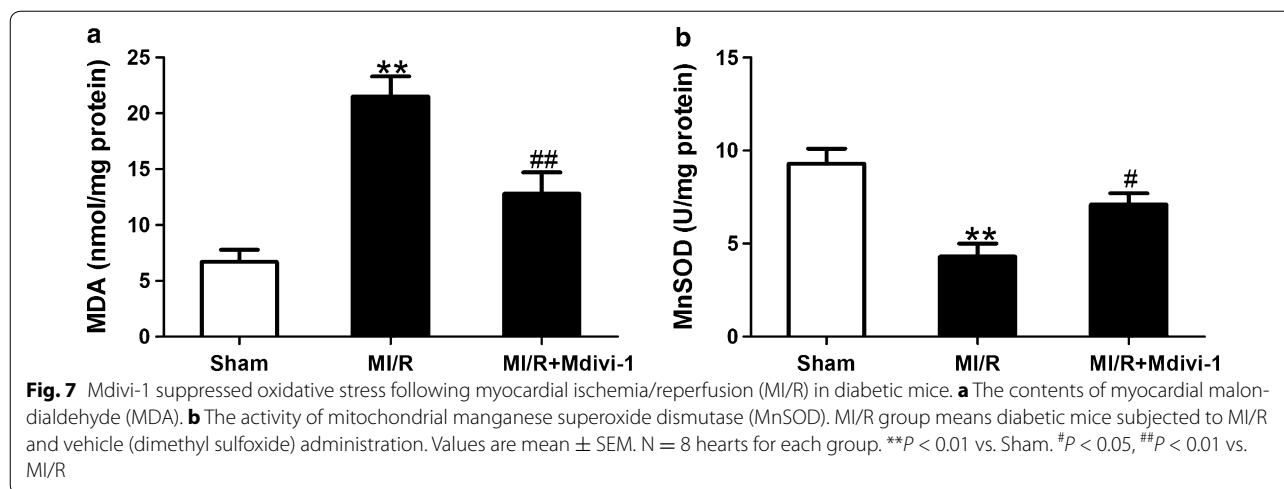 a
MDA (nmol/mg protein)
25
20
15
10
5
0
**
##
Sham
MI/R
MI/R+Mdivi-1
b
MnSOD (U/mg protein)
15
10
5
0
**
#
Sham
MI/R
MI/R+Mdivi-1
Fig. 7 Mdivi-1 suppressed oxidative stress following myocardial ischemia/reperfusion (MI/R) in diabetic mice. a The contents of myocardial malon-
dialdehyde (MDA). b The activity of mitochondrial manganese superoxide dismutase (MnSOD). MI/R group means diabetic mice subjected to MI/R
and vehicle (dimethyl sulfoxide) administration. Values are mean ± SEM. N = 8 hearts for each group. **P < 0.01 vs. Sham. #P < 0.05, ##P < 0.01 vs.
MI/R